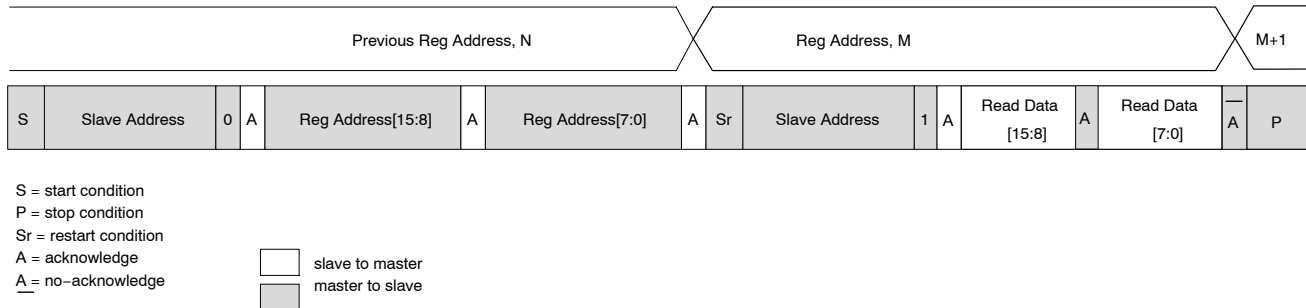 Previous Reg Address, N Reg Address, M M+1
S Slave Address 0 A Reg Address[15:8] A Reg Address[7:0] A Sr Slave Address 1 A Read Data [15:8] A Read Data [7:0] A̅ P
S = start condition
P = stop condition
Sr = restart condition
A = acknowledge
A̲ = no−acknowledge
slave to master
master to slave